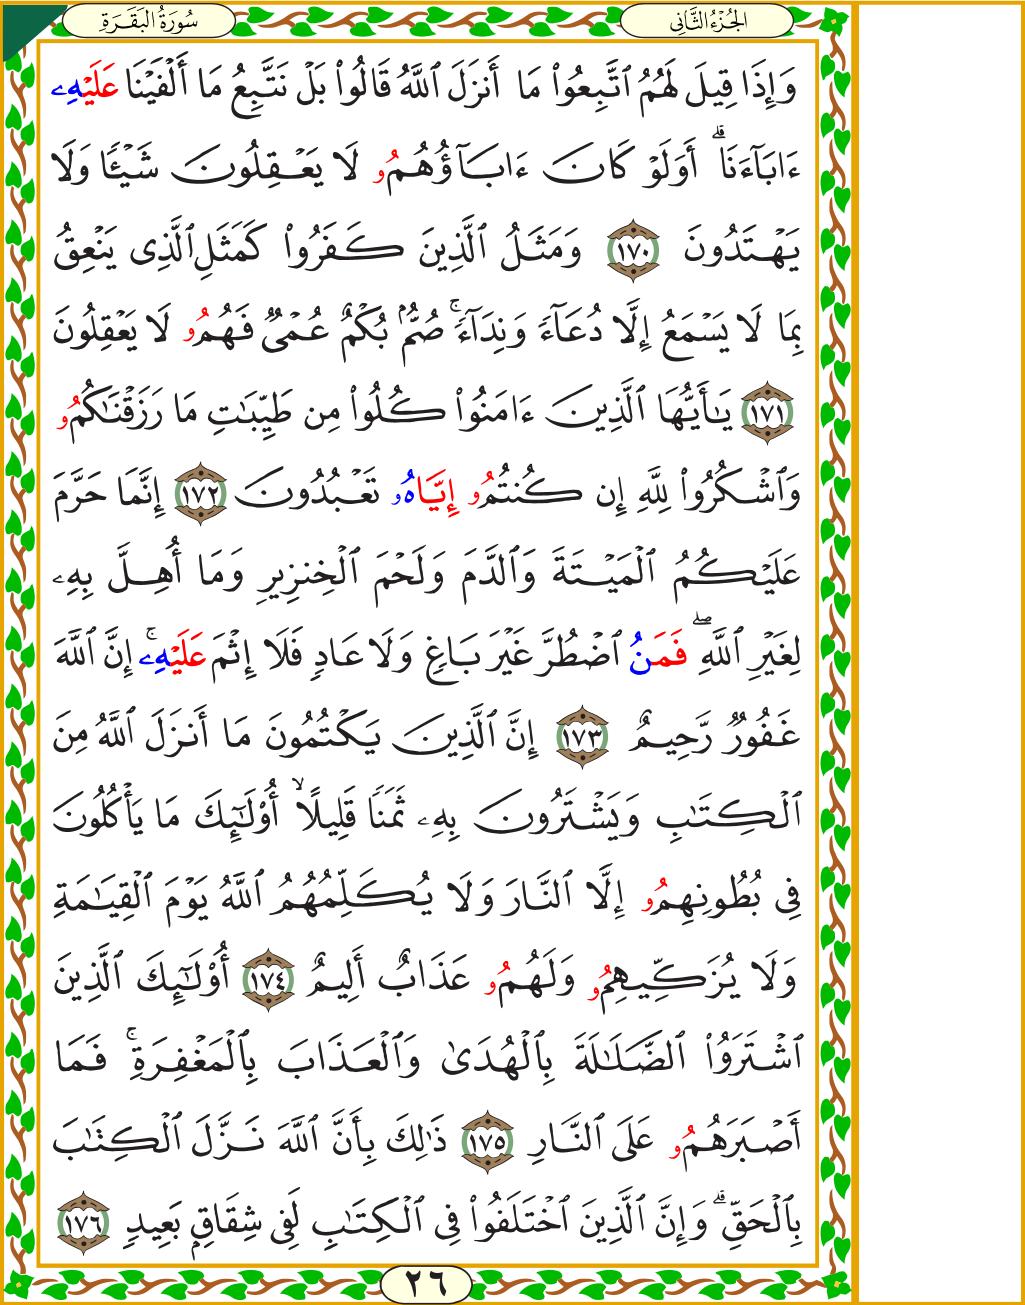 الجُزْءُ الثَّانِي
سُورَةُ البَقَرَةِ
وَإِذَا قِيلَ لَهُمُ ٱتَّبِعُوا۟ مَا أَنزَلَ ٱللَّهُ قَالُوا۟ بَلْ نَتَّبِعُ مَا أَلْفَيْنَا عَلَيْهِۦ
ءَابَآءَنَاۗ أَوَلَوْ كَانَ ءَابَآؤُهُمُۥ لَا يَعْقِلُونَ شَيْـًٔا وَلَا
يَهْتَدُونَ ١٧٠ وَمَثَلُ ٱلَّذِينَ كَفَرُوا۟ كَمَثَلِ ٱلَّذِى يَنْعِقُ
بِمَا لَا يَسْمَعُ إِلَّا دُعَآءً وَنِدَآءًۚ صُمٌّۢ بُكْمٌ عُمْىٌ فَهُمُۥ لَا يَعْقِلُونَ
١٧١ يَـٰٓأَيُّهَا ٱلَّذِينَ ءَامَنُوا۟ كُلُوا۟ مِن طَيِّبَـٰتِ مَا رَزَقْنَـٰكُمُۥ
وَٱشْكُرُوا۟ لِلَّهِ إِن كُنتُمُۥ إِيَّاهُۥ تَعْبُدُونَ ١٧٢ إِنَّمَا حَرَّمَ
عَلَيْكُمُ ٱلْمَيْتَةَ وَٱلدَّمَ وَلَحْمَ ٱلْخِنزِيرِ وَمَا أُهِلَّ بِهِۦ
لِغَيْرِ ٱللَّهِۖ فَمَنُ ٱضْطُرَّ غَيْرَ بَاغٍ وَلَا عَادٍ فَلَا إِثْمَ عَلَيْهِۦۚ إِنَّ ٱللَّهَ
غَفُورٌ رَّحِيمٌ ١٧٣ إِنَّ ٱلَّذِينَ يَكْتُمُونَ مَا أَنزَلَ ٱللَّهُ مِنَ
ٱلْكِتَـٰبِ وَيَشْتَرُونَ بِهِۦ ثَمَنًا قَلِيلًاۙ أُو۟لَـٰٓئِكَ مَا يَأْكُلُونَ
فِى بُطُونِهِمُۥ إِلَّا ٱلنَّارَ وَلَا يُكَلِّمُهُمُ ٱللَّهُ يَوْمَ ٱلْقِيَـٰمَةِ
وَلَا يُزَكِّيهِمُۥ وَلَهُمُۥ عَذَابٌ أَلِيمٌ ١٧٤ أُو۟لَـٰٓئِكَ ٱلَّذِينَ
ٱشْتَرَوُا۟ ٱلضَّلَـٰلَةَ بِٱلْهُدَىٰ وَٱلْعَذَابَ بِٱلْمَغْفِرَةِۚ فَمَا
أَصْبَرَهُمُۥ عَلَى ٱلنَّارِ ١٧٥ ذَٰلِكَ بِأَنَّ ٱللَّهَ نَزَّلَ ٱلْكِتَـٰبَ
بِٱلْحَقِّۗ وَإِنَّ ٱلَّذِينَ ٱخْتَلَفُوا۟ فِى ٱلْكِتَـٰبِ لَفِى شِقَاقٍۭ بَعِيدٍ ١٧٦
٢٦